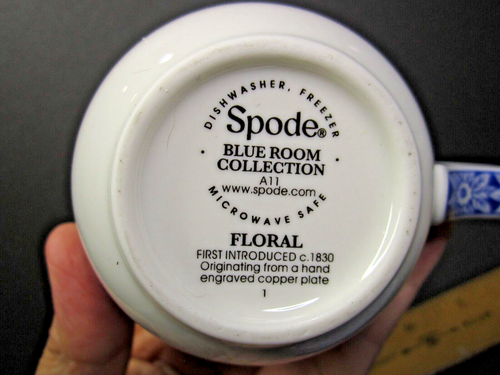 DISHWASHER, FREEZER
Spode®
BLUE ROOM
COLLECTION
A11
www.spode.com
MICROWAVE SAFE
FLORAL
FIRST INTRODUCED c.1830
Originating from a hand
engraved copper plate
1